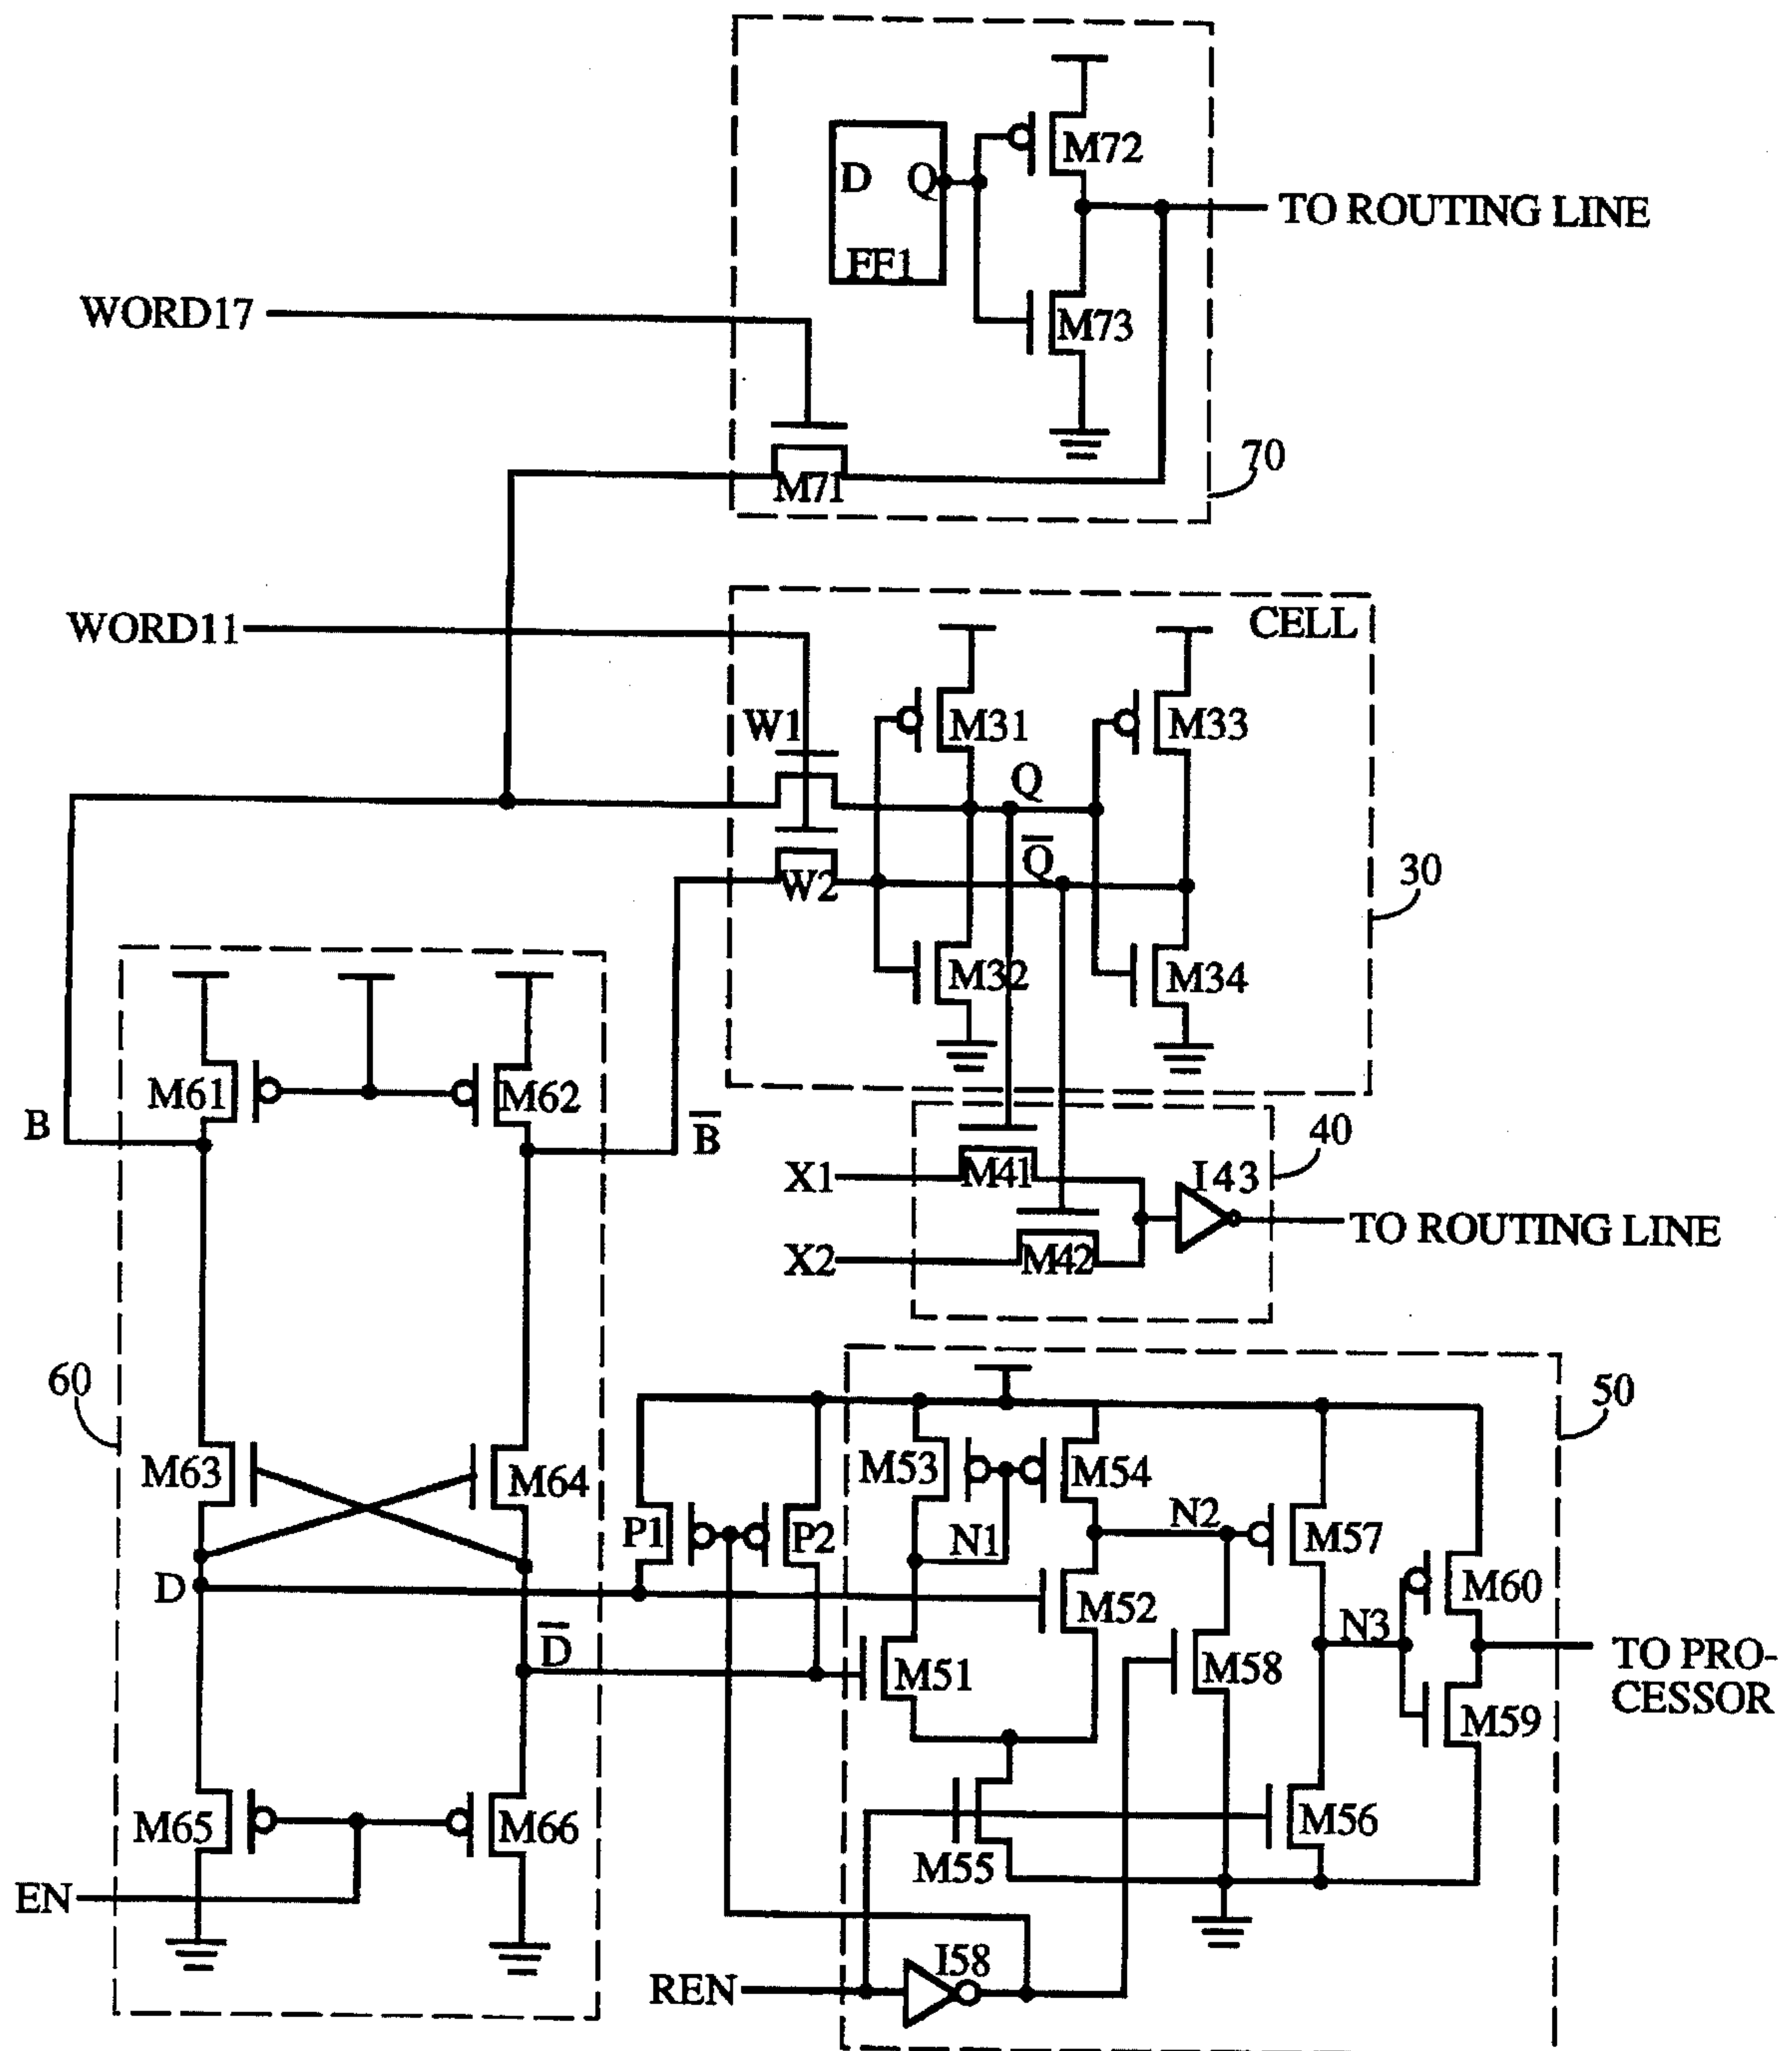 M72
D Q
TO ROUTING LINE
FF1
WORD17
M73
70
M71
WORD11
CELL
W1
M31
M33
Q
Q̅
30
W2
M32
M34
M61
M62
B
B̅
40
X1
M41
I43
TO ROUTING LINE
X2
M42
60
50
M53
M54
M63
M64
N2
P1
P2
N1
M57
D
M52
M60
D̅
N3
M51
M58
TO PRO-
CESSOR
M59
M65
M66
M56
M55
EN
I58
REN